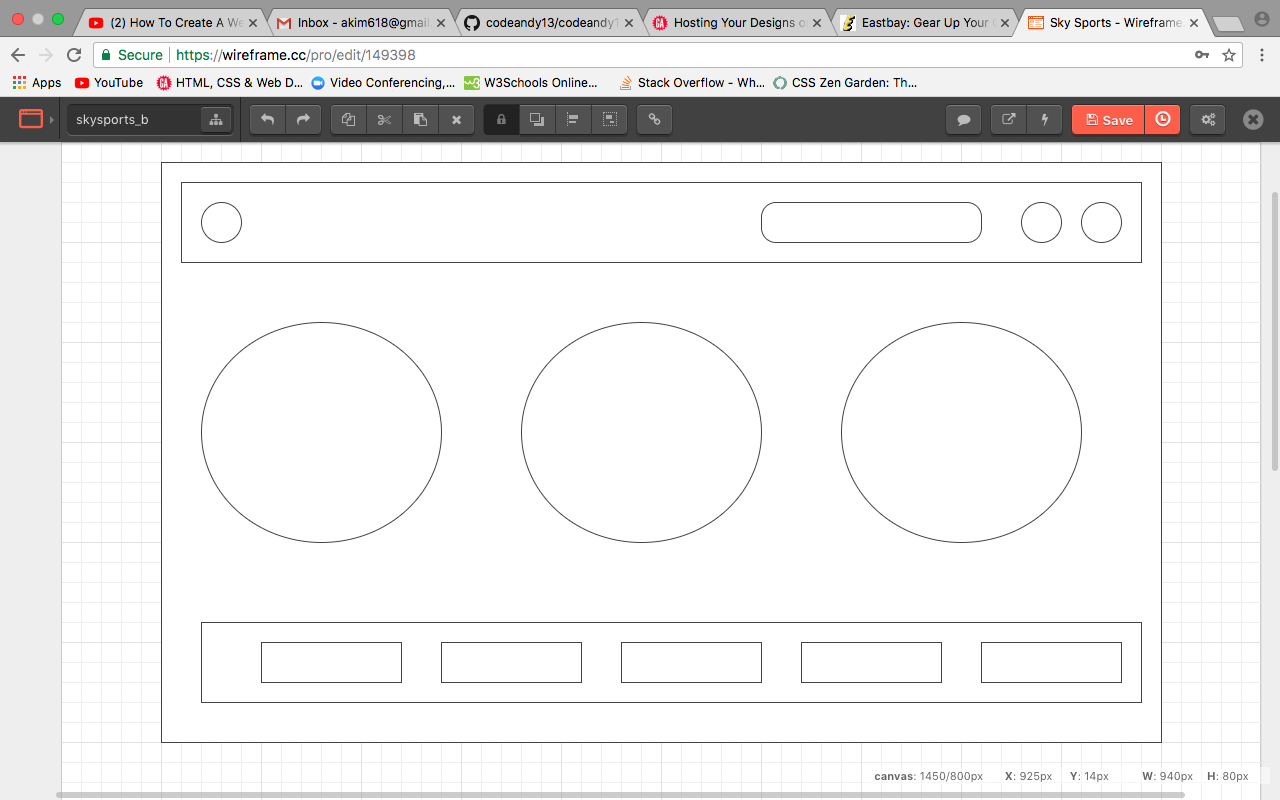 (2) How To Create A We
Inbox - akim618@gmai
codeandy13/codeandy1
Hosting Your Designs o
Eastbay: Gear Up Your
Sky Sports - Wireframe.
Secure https://wireframe.cc/pro/edit/149398
Apps YouTube HTML, CSS & Web D... Video Conferencing,... W3Schools Online... Stack Overflow - Wh... CSS Zen Garden: Th...
skysports_b Save
canvas: 1450/800px X: 925px Y: 14px W: 940px H: 80px